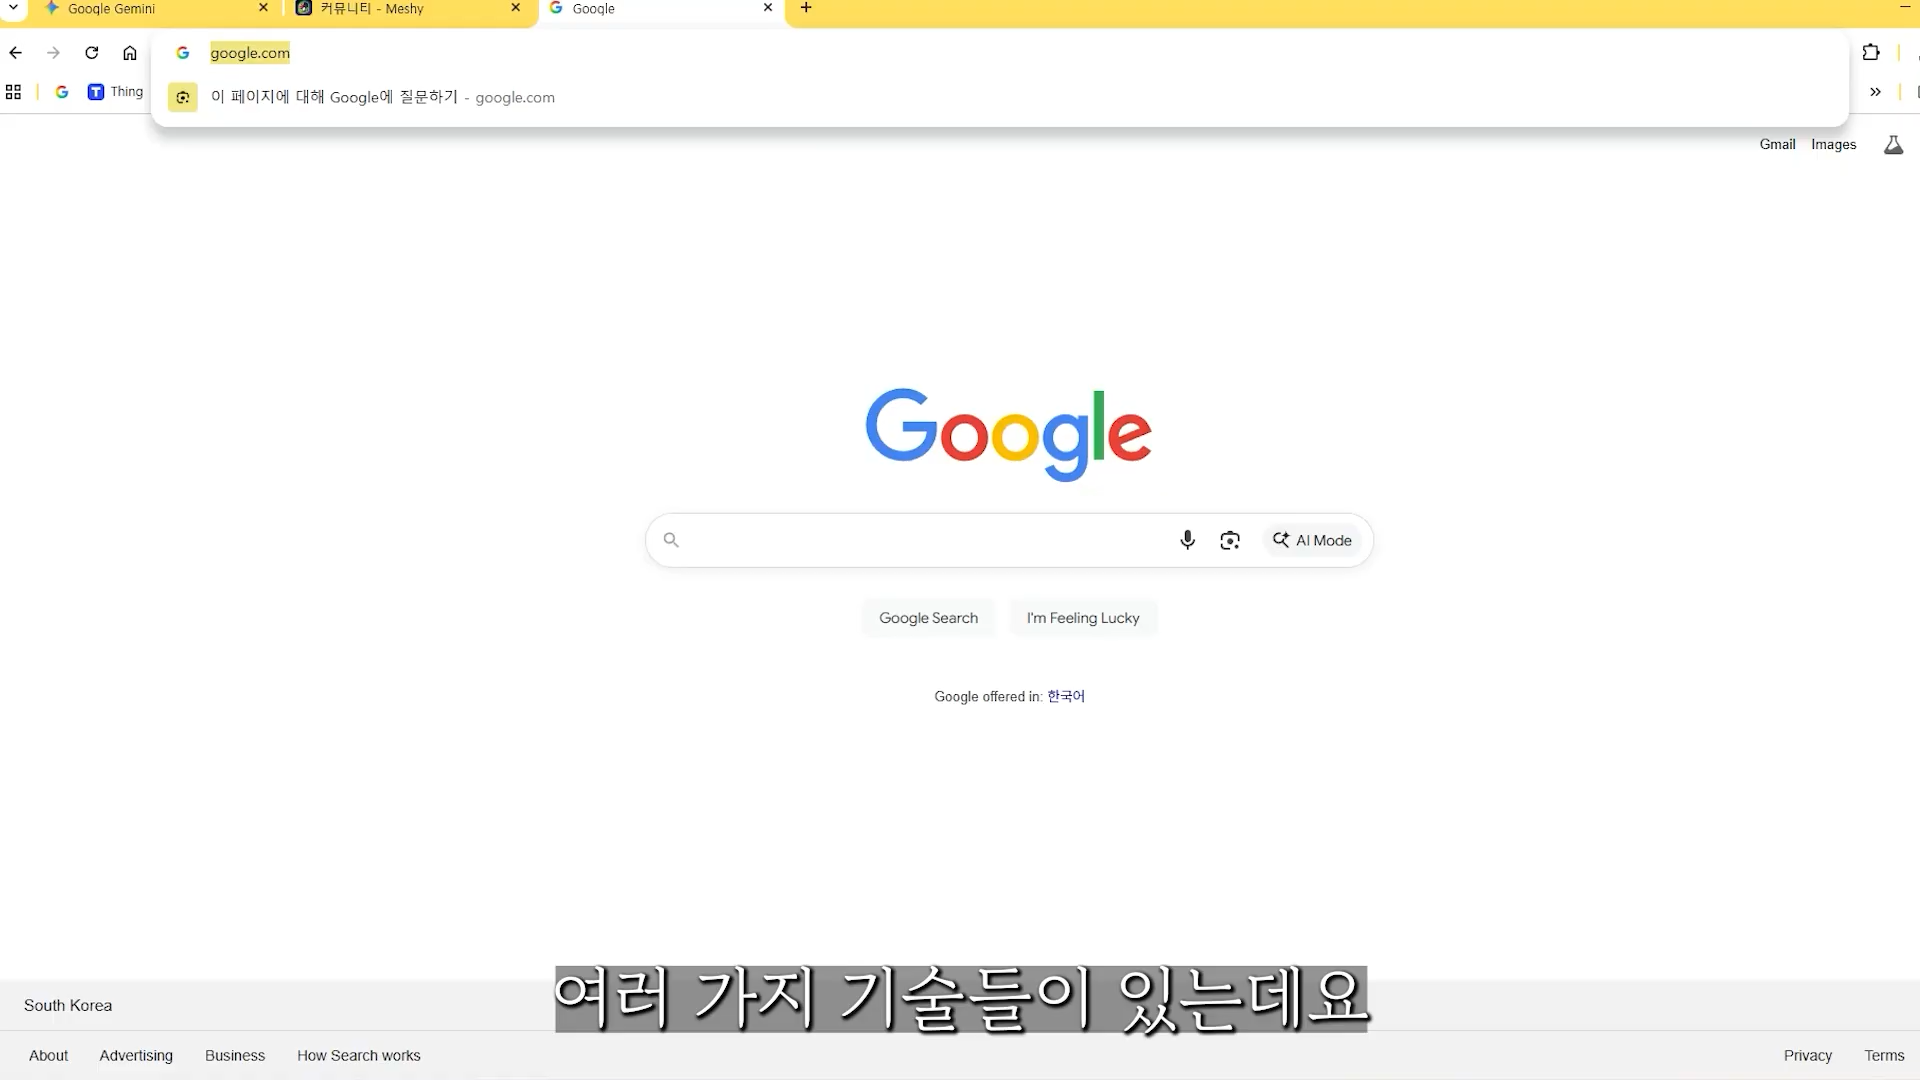 Google Gemini
커뮤니티 - Meshy
Google
google.com
이 페이지에 대해 Google에 질문하기 - google.com
Thing
Gmail Images
Google
AI Mode
Google Search I'm Feeling Lucky
Google offered in: 한국어
여러 가지 기술들이 있는데요
South Korea
About Advertising Business How Search works Privacy Terms